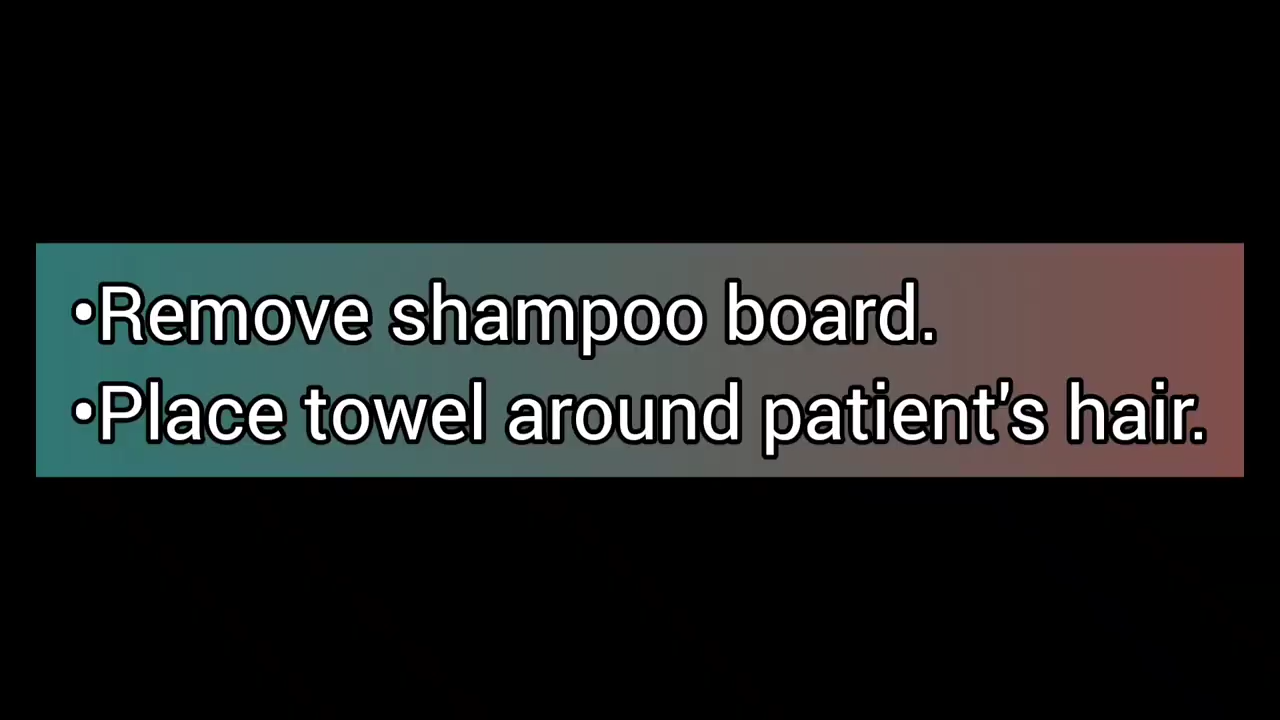 •Remove shampoo board.
•Place towel around patient's hair.